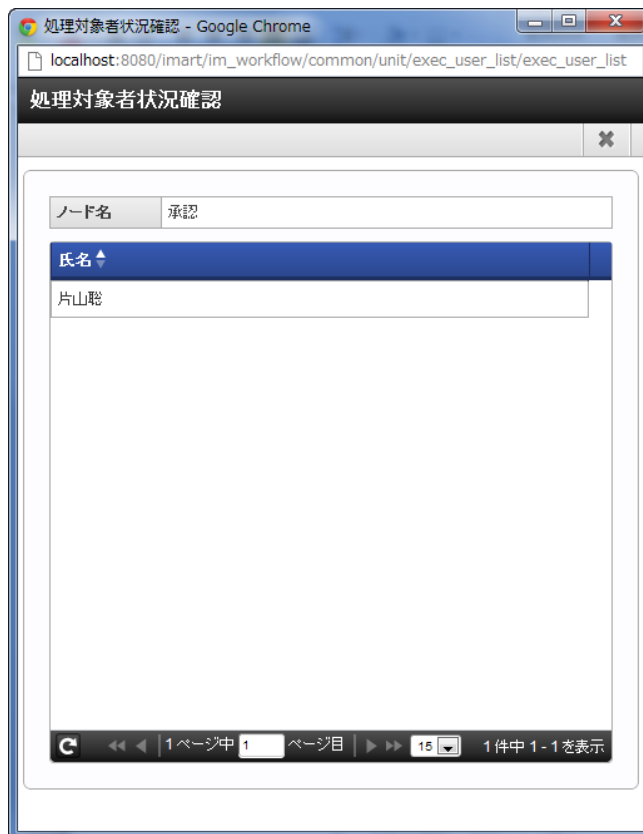 処理対象者状況確認 - Google Chrome
localhost:8080/imart/im_workflow/common/unit/exec_user_list/exec_user_list
処理対象者状況確認
ノード名 承認
氏名
片山聡
1 ページ中 1 ページ目 15 1 件中 1 - 1 を表示